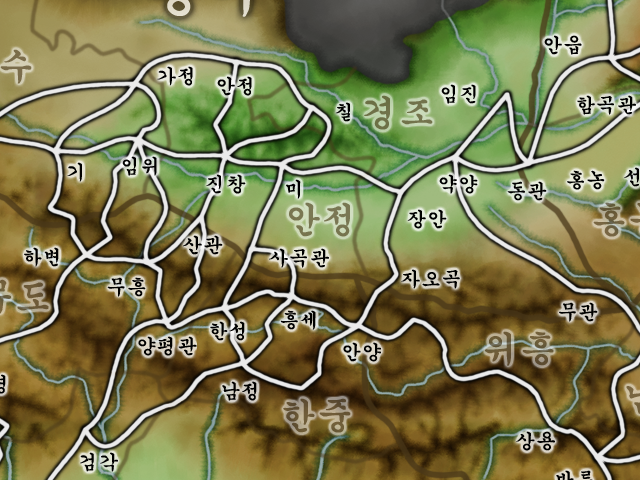 안읍
수
가정
안정
임진
함곡관
칠
경조
기
임위
진창
미
약양
동관
홍농
안정
장안
산관
하변
사곡관
자오곡
무흥
무도
무관
한성
흥세
양평관
안양
위흥
남정
한중
상용
검각